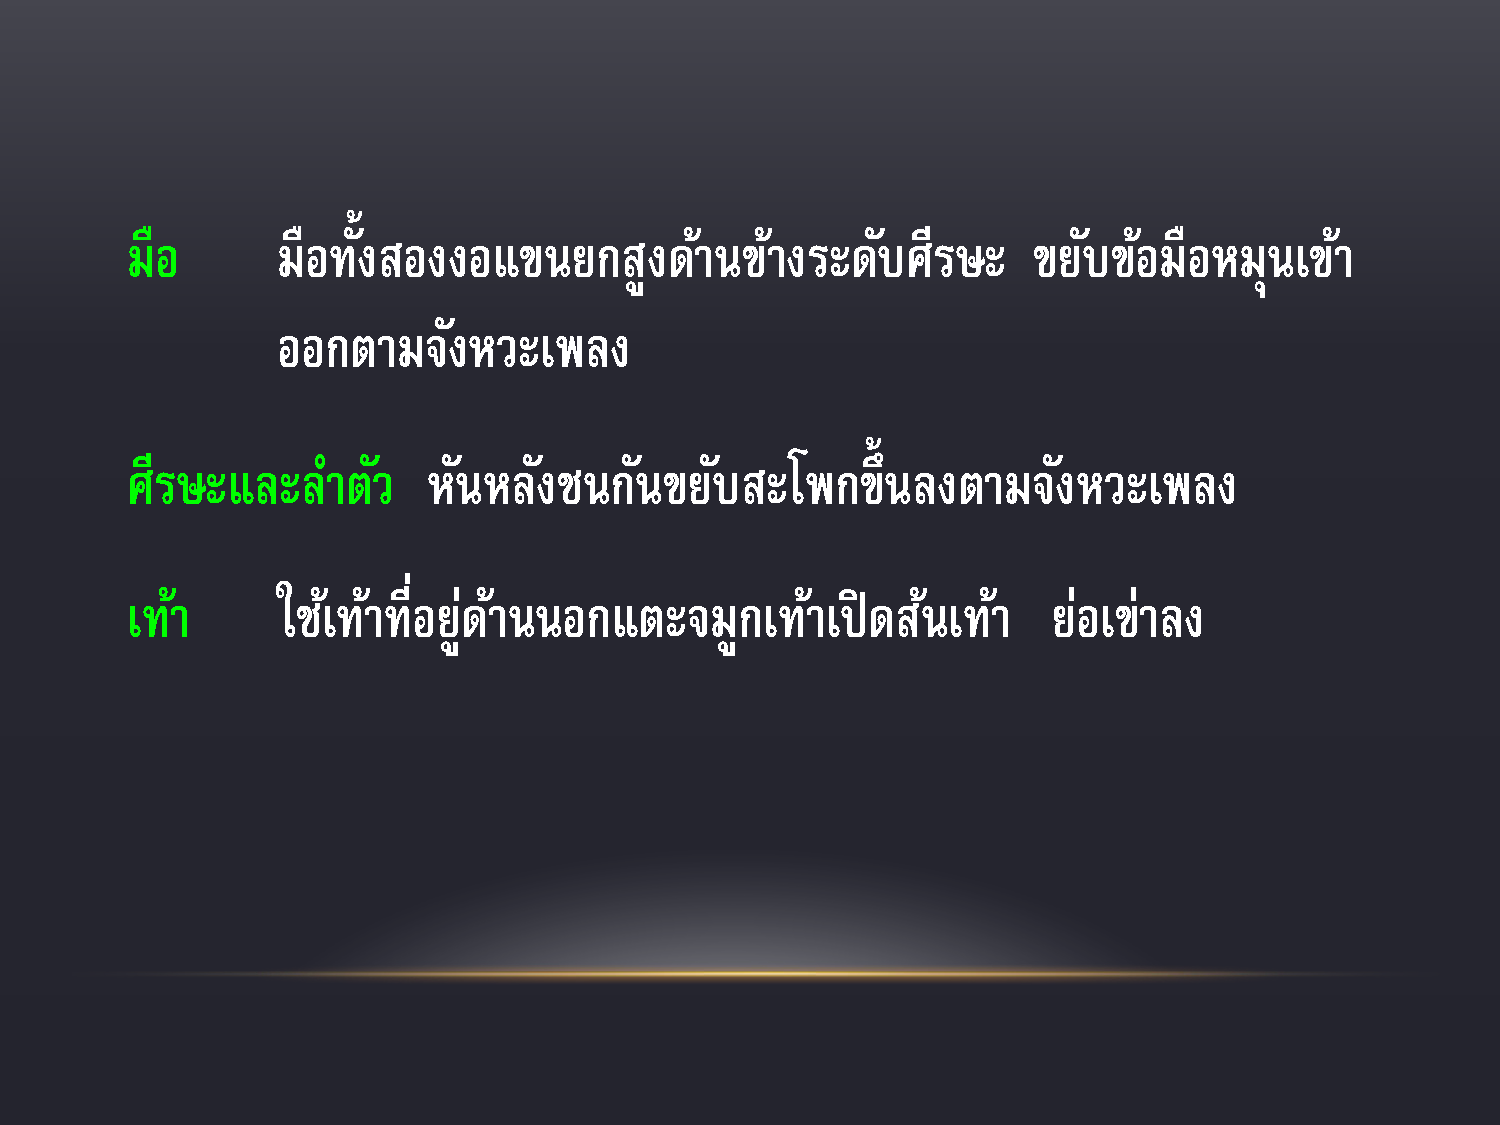 มือ มือทั้งสองงอแขนยกสูงด้านข้างระดับศีรษะ ขยับข้อมือหมุนเข้า
ออกตามจังหวะเพลง
ศีรษะและลำตัว หันหลังชนกันขยับสะโพกขึ้นลงตามจังหวะเพลง
เท้า ใช้เท้าที่อยู่ด้านนอกแตะจมูกเท้าเปิดส้นเท้า ย่อเข่าลง